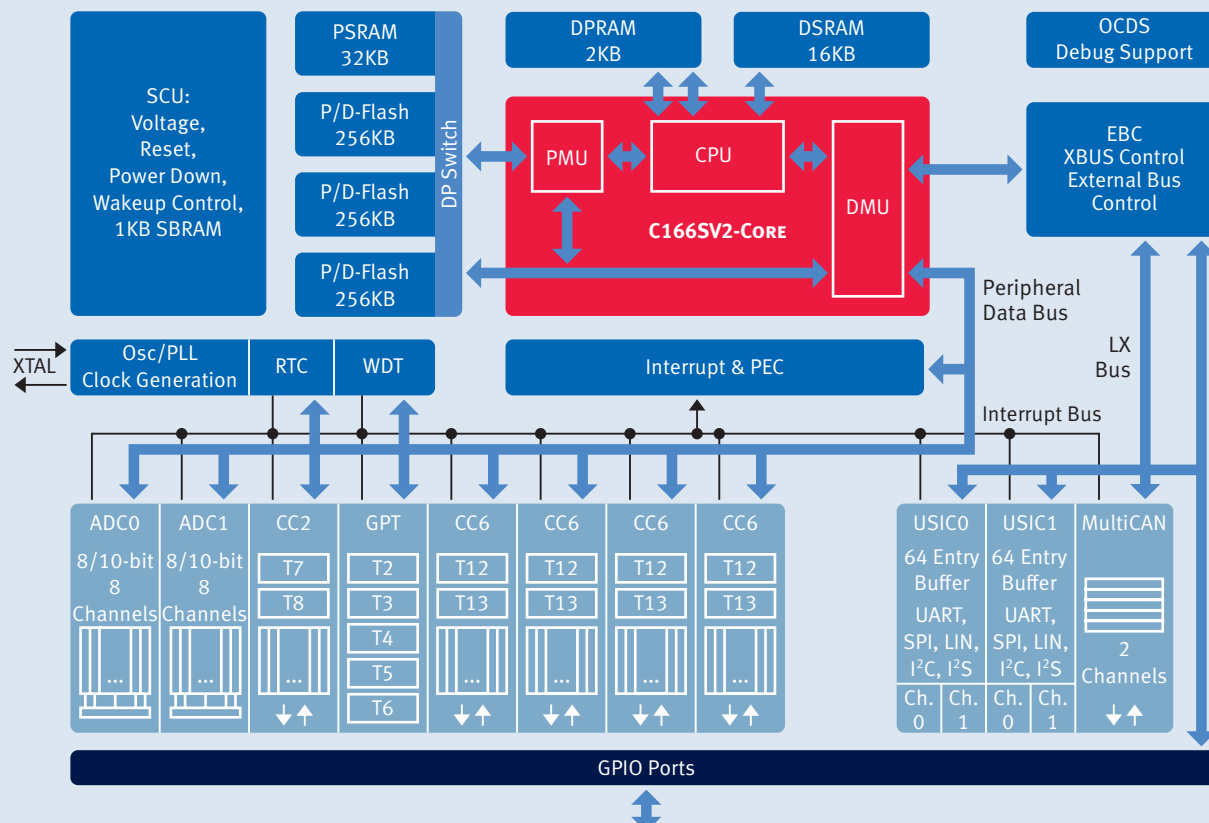 SCU:
Voltage,
Reset,
Power Down,
Wakeup Control,
1KB SBRAM
PSRAM
32KB
P/D-Flash
256KB
P/D-Flash
256KB
P/D-Flash
256KB
DP Switch
DPRAM
2KB
DSRAM
16KB
PMU
CPU
DMU
C166SV2-Core
OCDS
Debug Support
EBC
XBUS Control
External Bus
Control
Peripheral
Data Bus
LX
Bus
XTAL
Osc/PLL
Clock Generation
RTC
WDT
Interrupt & PEC
Interrupt Bus
ADC0
8/10-bit
8
Channels
...
ADC1
8/10-bit
8
Channels
...
CC2
T7
T8
...
GPT
T2
T3
T4
T5
T6
CC6
T12
T13
...
CC6
T12
T13
...
CC6
T12
T13
...
CC6
T12
T13
...
USIC0
64 Entry
Buffer
UART,
SPI, LIN,
I²C, I²S
Ch.
0
Ch.
1
USIC1
64 Entry
Buffer
UART,
SPI, LIN,
I²C, I²S
Ch.
0
Ch.
1
MultiCAN
2
Channels
GPIO Ports